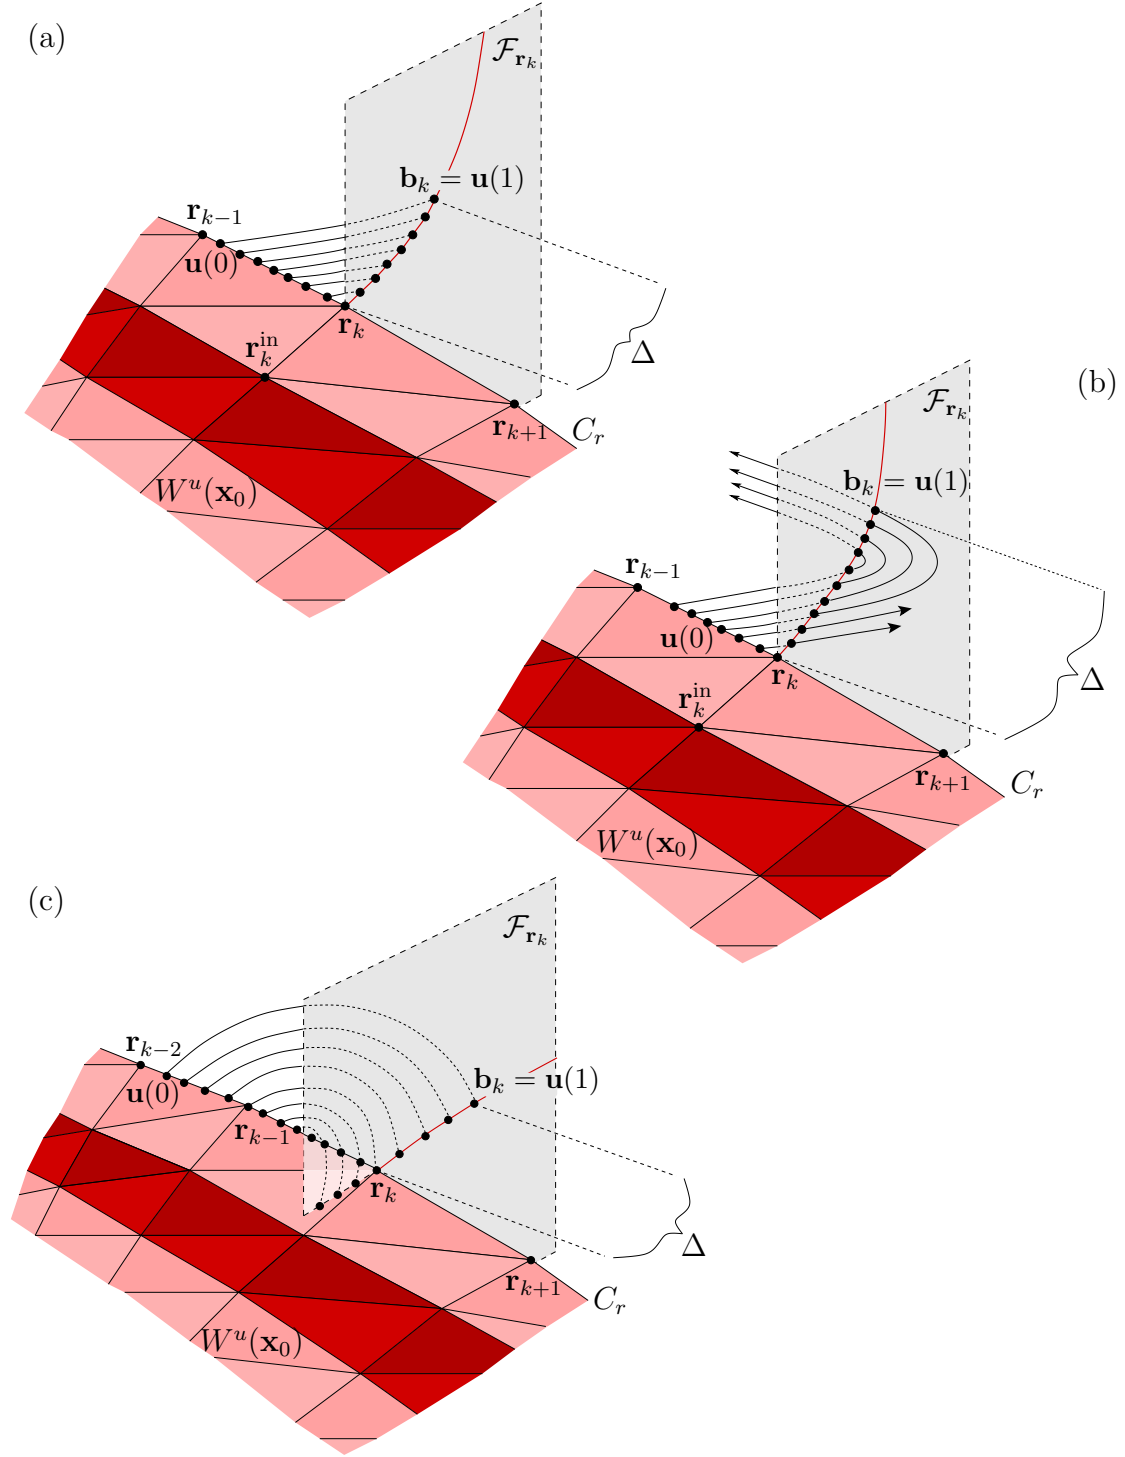 (a)
𝓕_{𝐫_k}
𝐛_k = 𝐮(1)
𝐫_{k−1}
𝐮(0)
𝐫_k
𝐫_k^{in}
Δ
𝐫_{k+1}
C_r
W^u(𝐱_0)
(b)
𝓕_{𝐫_k}
𝐛_k = 𝐮(1)
𝐫_{k−1}
𝐮(0)
𝐫_k
𝐫_k^{in}
Δ
𝐫_{k+1}
C_r
W^u(𝐱_0)
(c)
𝓕_{𝐫_k}
𝐫_{k−2}
𝐛_k = 𝐮(1)
𝐮(0)
𝐫_{k−1}
𝐫_k
Δ
𝐫_{k+1}
C_r
W^u(𝐱_0)